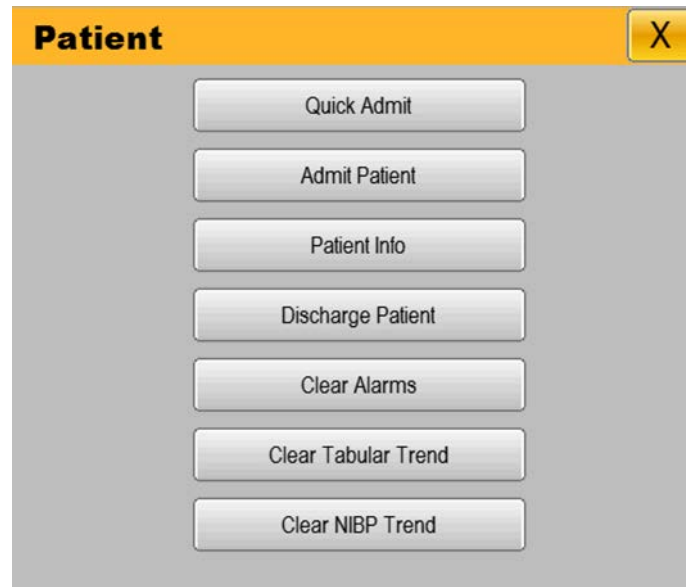 Patient
X
Quick Admit
Admit Patient
Patient Info
Discharge Patient
Clear Alarms
Clear Tabular Trend
Clear NIBP Trend